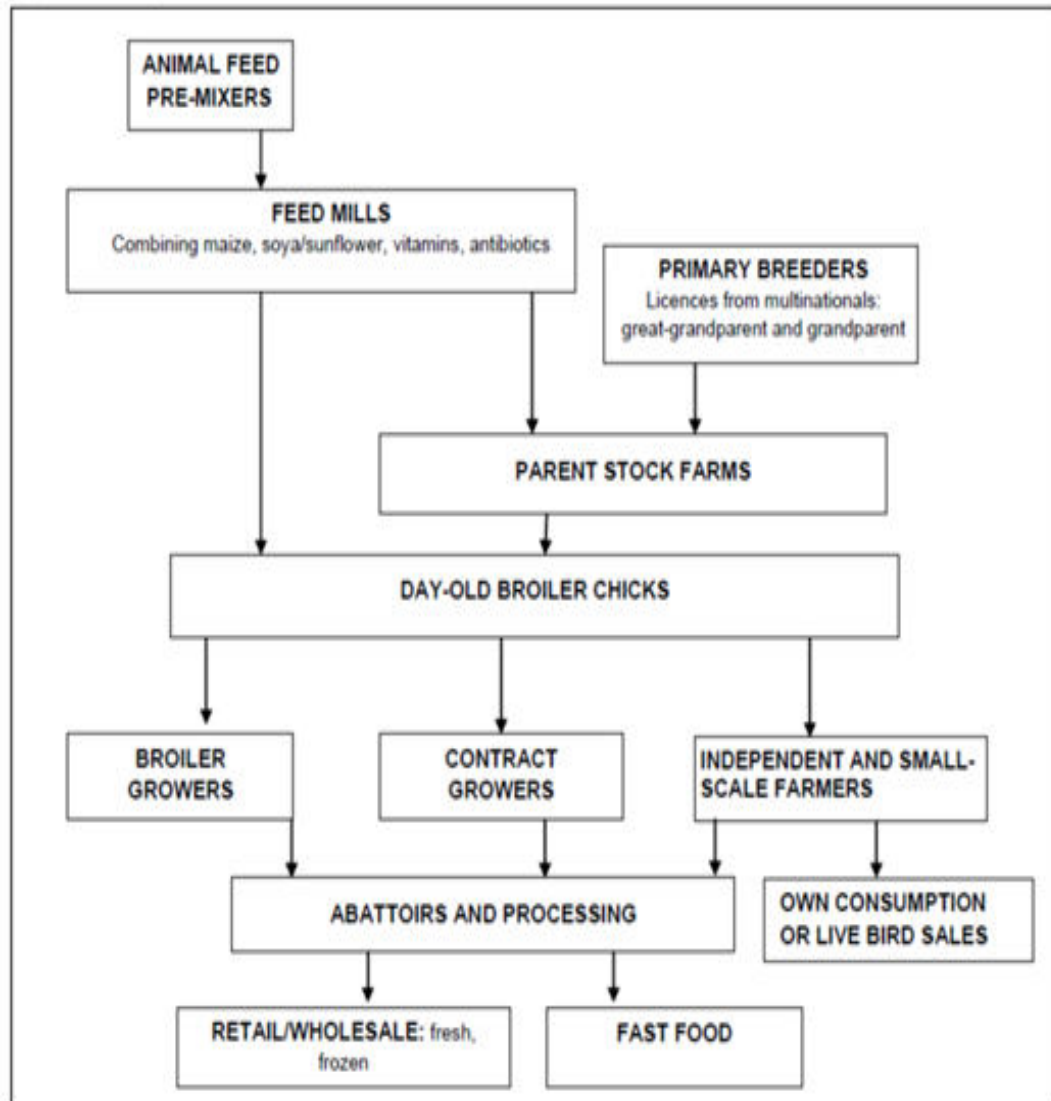 ANIMAL FEED
PRE-MIXERS
FEED MILLS
Combining maize, soya/sunflower, vitamins, antibiotics
PRIMARY BREEDERS
Licences from multinationals:
great-grandparent and grandparent
PARENT STOCK FARMS
DAY-OLD BROILER CHICKS
BROILER
GROWERS
CONTRACT
GROWERS
INDEPENDENT AND SMALL-
SCALE FARMERS
ABATTOIRS AND PROCESSING
OWN CONSUMPTION
OR LIVE BIRD SALES
RETAIL/WHOLESALE: fresh,
frozen
FAST FOOD